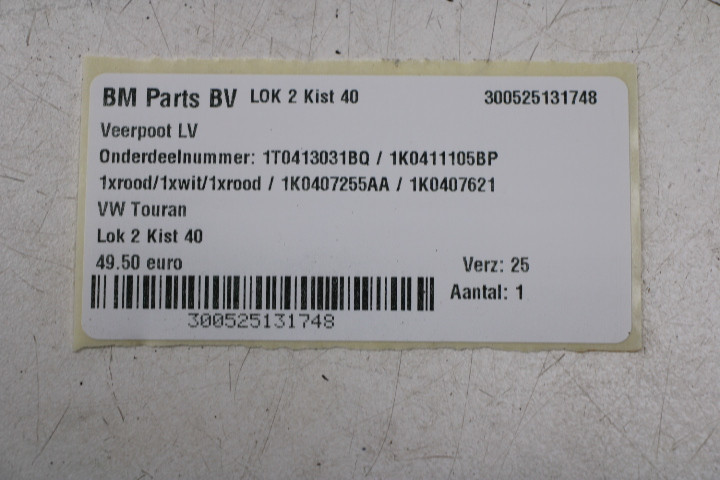 BM Parts BV LOK 2 Kist 40 300525131748
Veerpoot LV
Onderdeelnummer: 1T0413031BQ / 1K0411105BP
1xrood/1xwit/1xrood / 1K0407255AA / 1K0407621
VW Touran
Lok 2 Kist 40
49.50 euro Verz: 25
Aantal: 1
300525131748